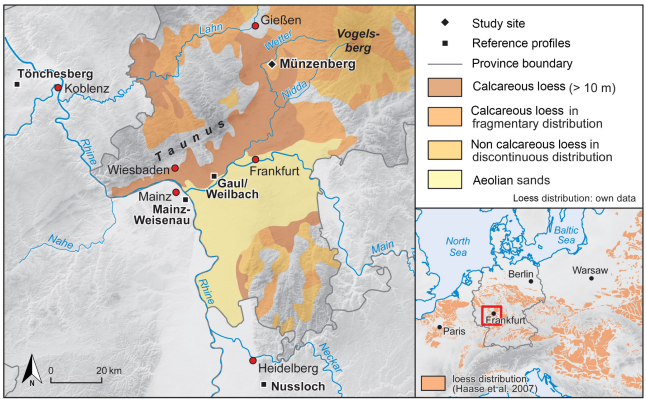 Gießen
Lahn
Wetter
Vogels-
berg
Münzenberg
Tönchesberg
Koblenz
Nidda
Taunus
Rhine
Wiesbaden
Frankfurt
Gaul/
Weilbach
Mainz
Mainz-
Weisenau
Nahe
Main
Rhine
Neckar
Heidelberg
Nussloch
N
0 20 km
Study site
Reference profiles
Province boundary
Calcareous loess (> 10 m)
Calcareous loess in
fragmentary distribution
Non calcareous loess in
discontinuous distribution
Aeolian sands
Loess distribution: own data
North
Sea
Baltic
Sea
Berlin
Warsaw
Frankfurt
Paris
loess distribution
(Haase et al. 2007)